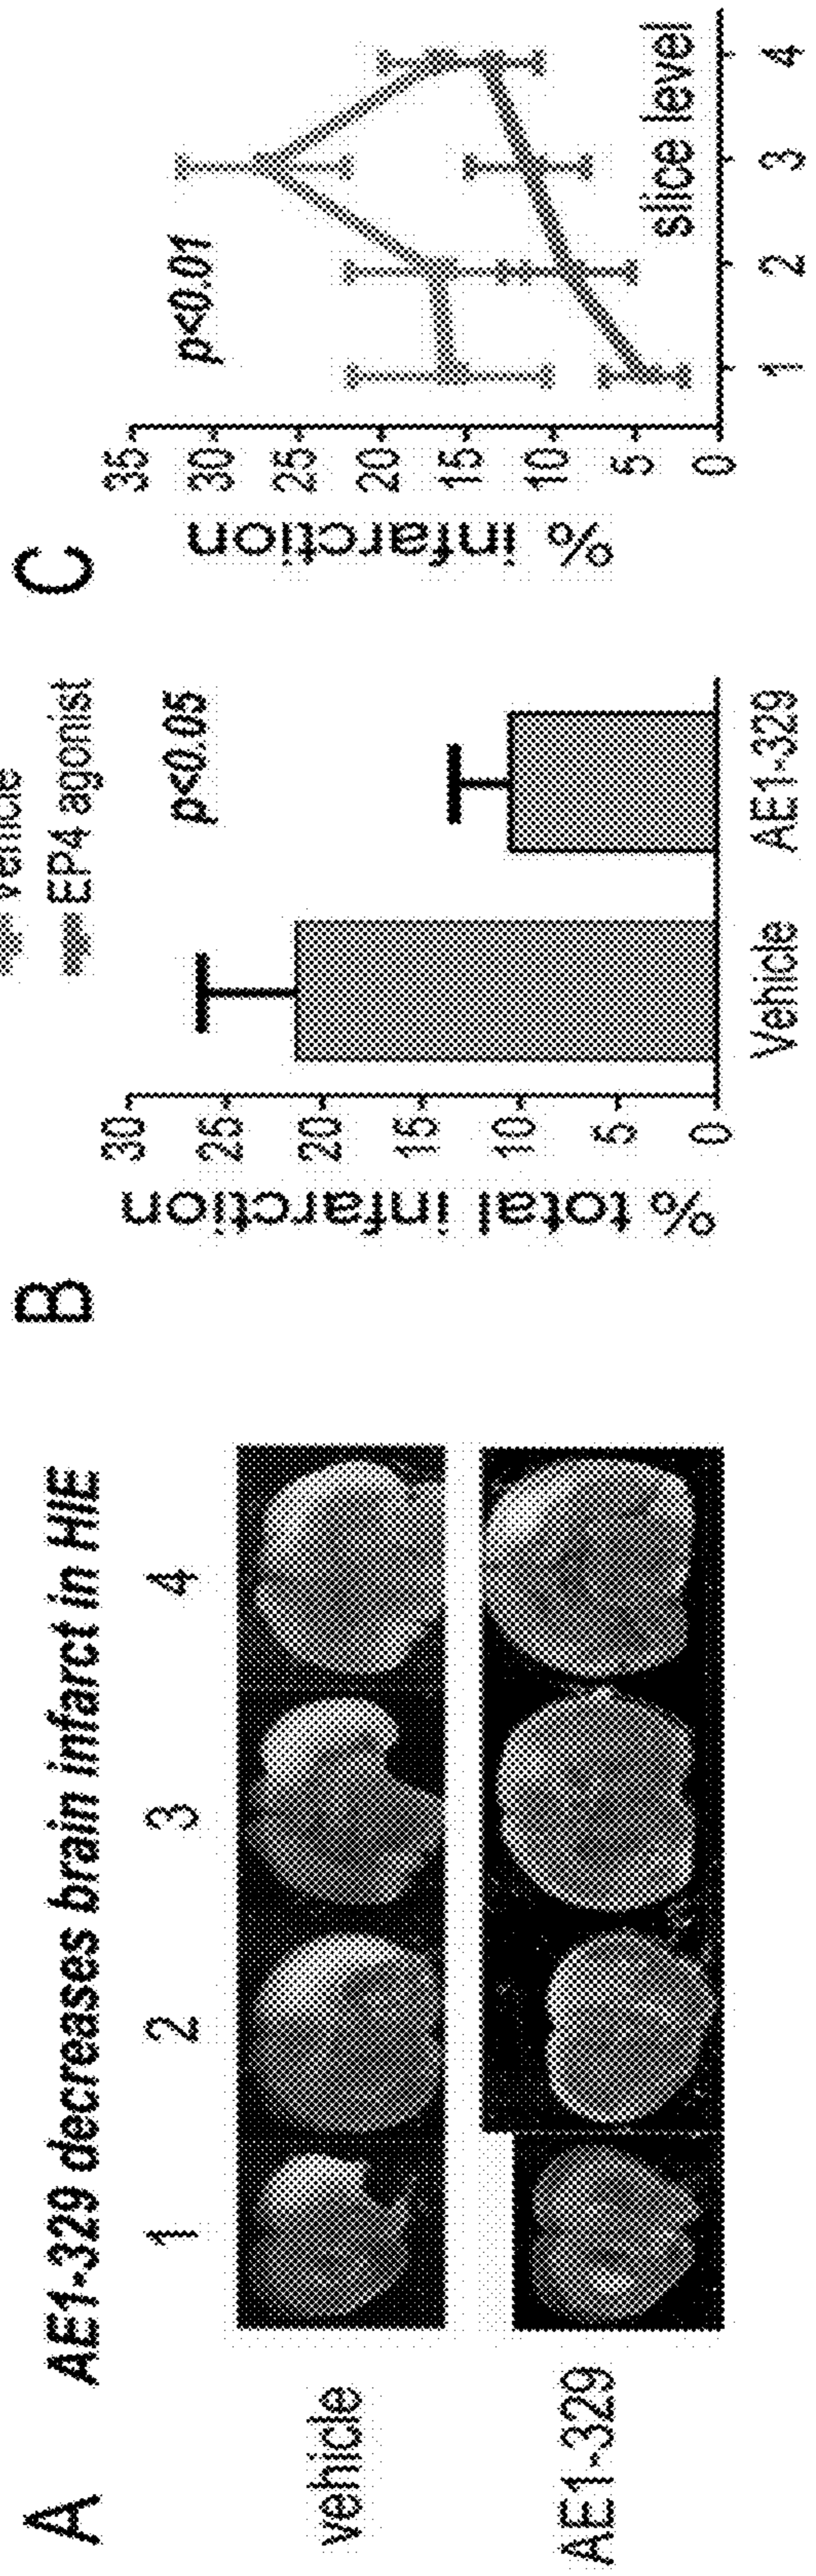 A
AE1-329 decreases brain infarct in HIE
1 2 3 4
vehicle
AE1-329
B
EP4 agonist
p<0.05
% total infarction
30
25
20
15
10
5
0
Vehicle AE1-329
C
p<0.01
% infarction
35
30
25
20
15
10
5
0
slice level
1 2 3 4